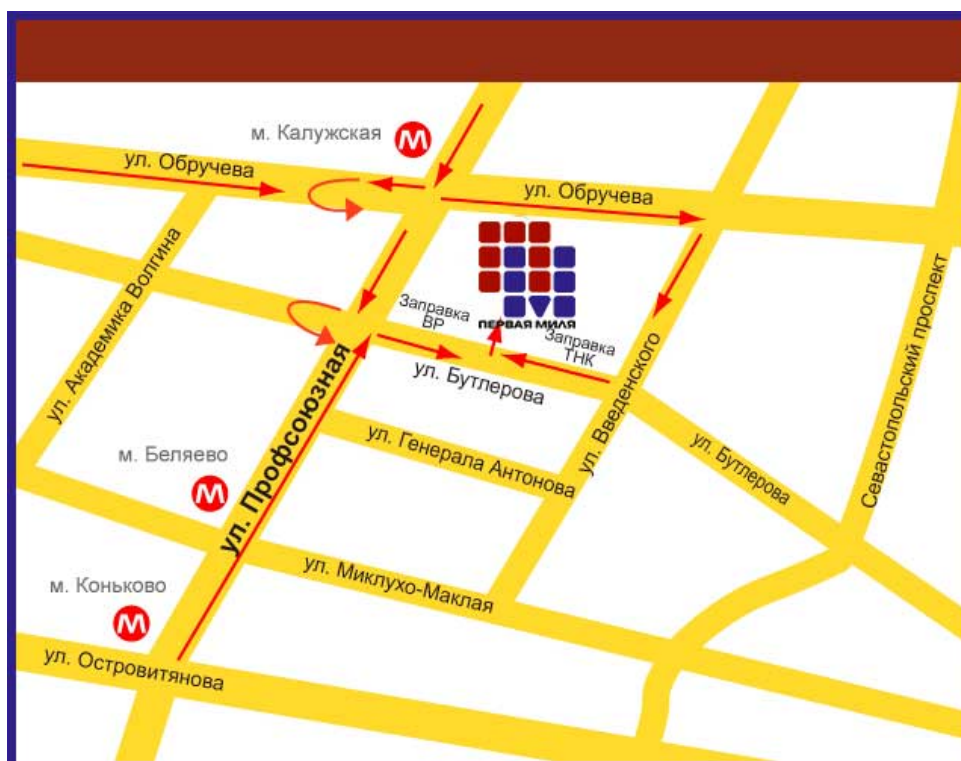 м. Калужская
М
ул. Обручева
ул. Обручева
ул. Академика Волгина
Заправка
ВР
ПЕРВАЯ МИЛЯ
Заправка
ТНК
ул. Бутлерова
ул. Введенского
Севастопольский проспект
ул. Профсоюзная
ул. Генерала Антонова
ул. Бутлерова
м. Беляево
М
ул. Миклухо-Маклая
м. Коньково
М
ул. Островитянова